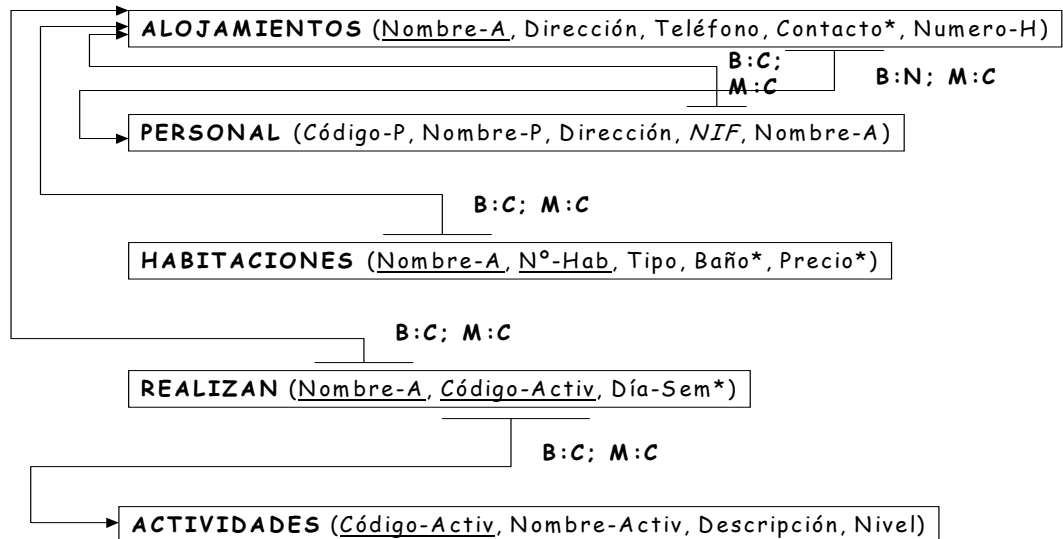 ALOJAMIENTOS (Nombre-A, Dirección, Teléfono, Contacto*, Numero-H)
B:C;
M:C
B:N; M:C
PERSONAL (Código-P, Nombre-P, Dirección, NIF, Nombre-A)
B:C; M:C
HABITACIONES (Nombre-A, Nº-Hab, Tipo, Baño*, Precio*)
B:C; M:C
REALIZAN (Nombre-A, Código-Activ, Día-Sem*)
B:C; M:C
ACTIVIDADES (Código-Activ, Nombre-Activ, Descripción, Nivel)